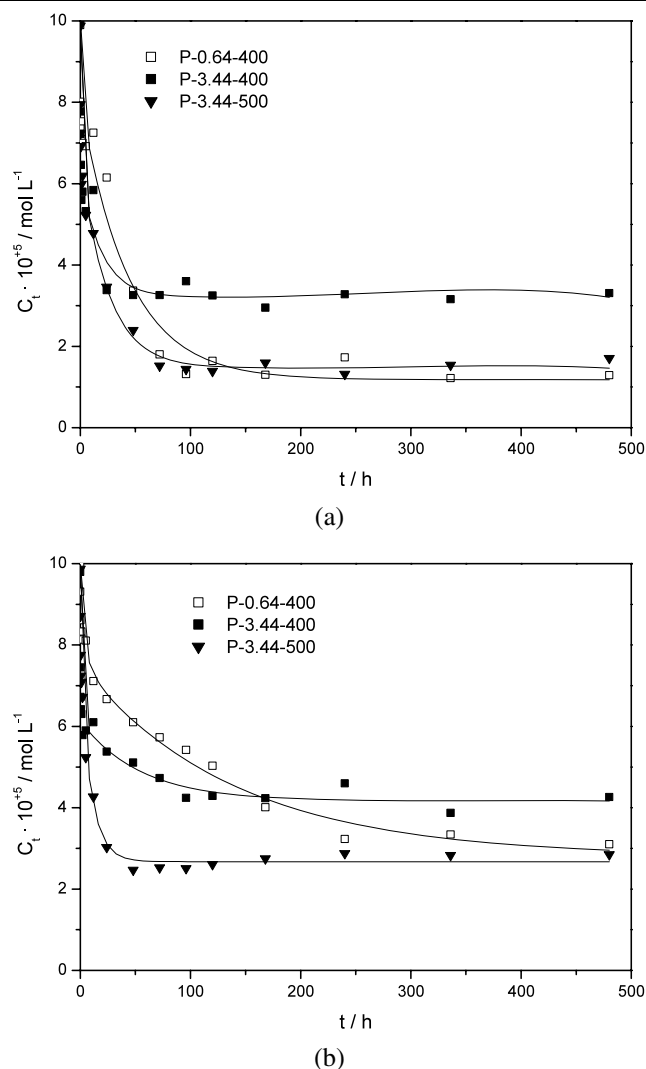 10
8
6
4
2
0
C_t · 10^{+5} / mol L^{-1}
P-0.64-400
P-3.44-400
P-3.44-500
0 100 200 300 400 500
t / h
(a)
10
8
6
4
2
0
C_t · 10^{+5} / mol L^{-1}
P-0.64-400
P-3.44-400
P-3.44-500
0 100 200 300 400 500
t / h
(b)